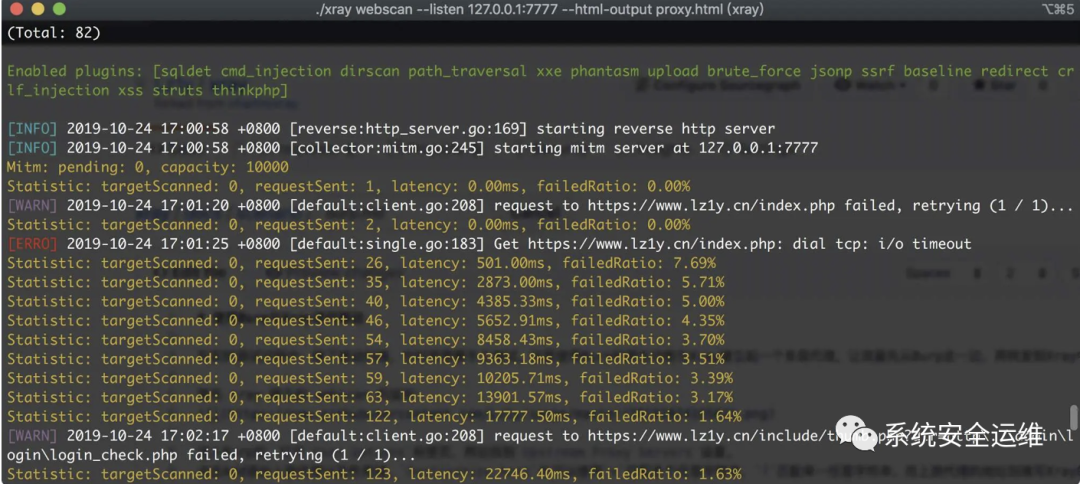 ./xray webscan --listen 127.0.0.1:7777 --html-output proxy.html (xray)
⌥⌘5
(Total: 82)
Enabled plugins: [sqldet cmd_injection dirscan path_traversal xxe phantasm upload brute_force jsonp ssrf baseline redirect cr
lf_injection xss struts thinkphp]
[INFO] 2019-10-24 17:00:58 +0800 [reverse:http_server.go:169] starting reverse http server
[INFO] 2019-10-24 17:00:58 +0800 [collector:mitm.go:245] starting mitm server at 127.0.0.1:7777
Mitm: pending: 0, capacity: 10000
Statistic: targetScanned: 0, requestSent: 1, latency: 0.00ms, failedRatio: 0.00%
[WARN] 2019-10-24 17:01:20 +0800 [default:client.go:208] request to https://www.lz1y.cn/index.php failed, retrying (1 / 1)...
Statistic: targetScanned: 0, requestSent: 2, latency: 0.00ms, failedRatio: 0.00%
[ERRO] 2019-10-24 17:01:25 +0800 [default:single.go:183] Get https://www.lz1y.cn/index.php: dial tcp: i/o timeout
Statistic: targetScanned: 0, requestSent: 26, latency: 501.00ms, failedRatio: 7.69%
Statistic: targetScanned: 0, requestSent: 35, latency: 2873.00ms, failedRatio: 5.71%
Statistic: targetScanned: 0, requestSent: 40, latency: 4385.33ms, failedRatio: 5.00%
Statistic: targetScanned: 0, requestSent: 46, latency: 5652.91ms, failedRatio: 4.35%
Statistic: targetScanned: 0, requestSent: 54, latency: 8458.43ms, failedRatio: 3.70%
Statistic: targetScanned: 0, requestSent: 57, latency: 9363.18ms, failedRatio: 3.51%
Statistic: targetScanned: 0, requestSent: 59, latency: 10205.71ms, failedRatio: 3.39%
Statistic: targetScanned: 0, requestSent: 63, latency: 13901.57ms, failedRatio: 3.17%
Statistic: targetScanned: 0, requestSent: 122, latency: 17777.50ms, failedRatio: 1.64%
[WARN] 2019-10-24 17:02:17 +0800 [default:client.go:208] request to https://www.lz1y.cn/include/
ogin\login_check.php failed, retrying (1 / 1)...
Statistic: targetScanned: 0, requestSent: 123, latency: 22746.40ms, failedRatio: 1.63%
系统安全运维